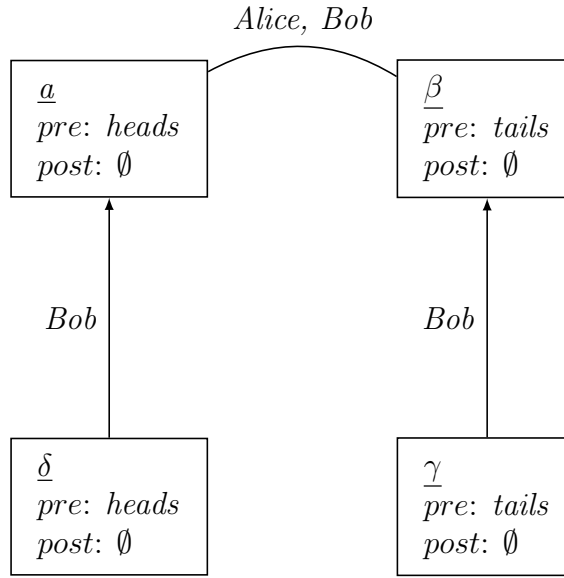 Alice, Bob
a
pre: heads
post: ∅
β
pre: tails
post: ∅
Bob
Bob
δ
pre: heads
post: ∅
γ
pre: tails
post: ∅